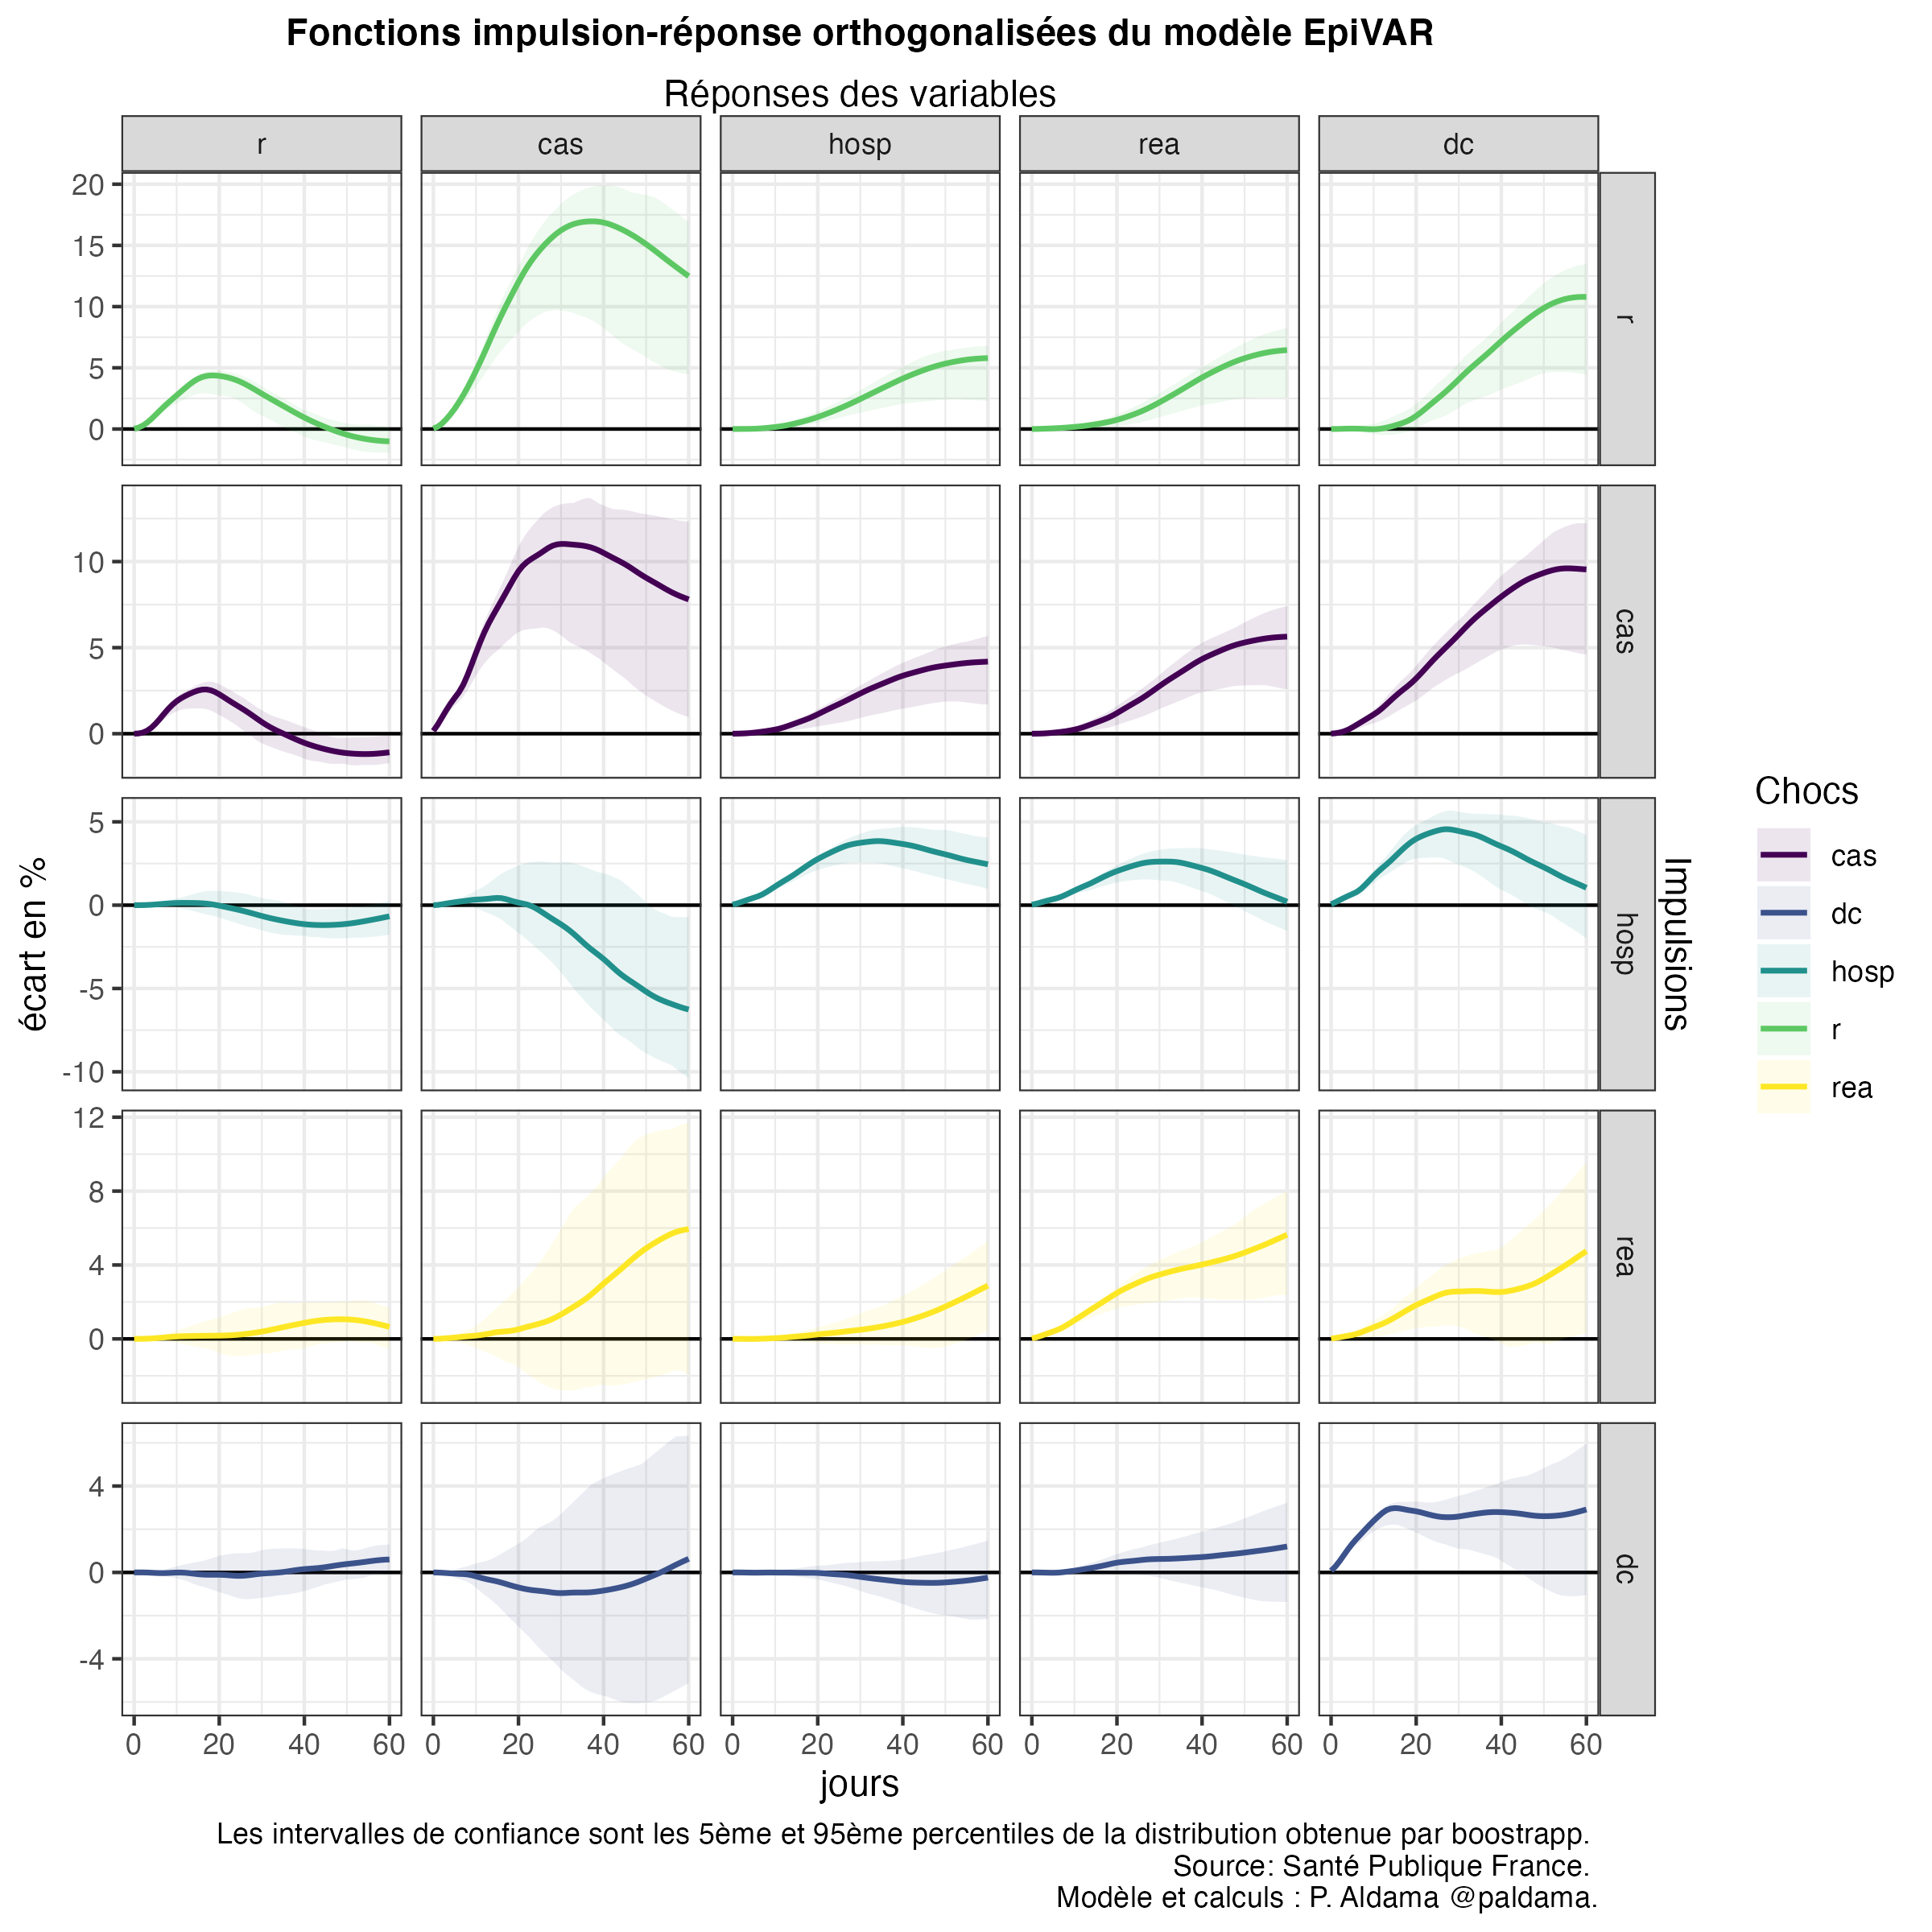 Fonctions impulsion-réponse orthogonalisées du modèle EpiVAR
Réponses des variables
r cas hosp rea dc
20
15
10
5
0
r
10
5
0
cas
5
0
-5
-10
hosp
12
8
4
0
rea
4
0
-4
dc
écart en %
Impulsions
Chocs
cas
dc
hosp
r
rea
0 20 40 60 0 20 40 60 0 20 40 60 0 20 40 60 0 20 40 60
jours
Les intervalles de confiance sont les 5ème et 95ème percentiles de la distribution obtenue par boostrapp.
Source: Santé Publique France.
Modèle et calculs : P. Aldama @paldama.